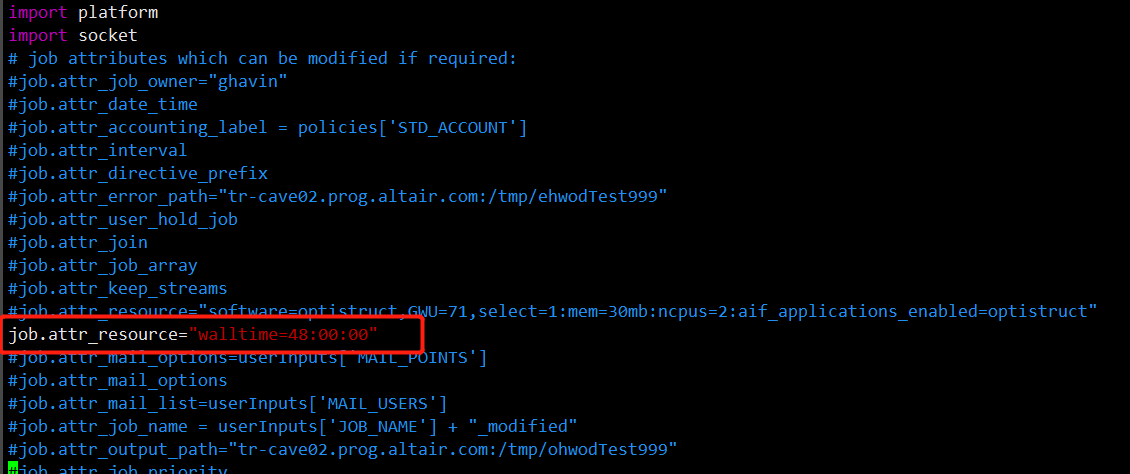 import platform
import socket
# job attributes which can be modified if required:
#job.attr_job_owner="ghavin"
#job.attr_date_time
#job.attr_accounting_label = policies['STD_ACCOUNT']
#job.attr_interval
#job.attr_directive_prefix
#job.attr_error_path="tr-cave02.prog.altair.com:/tmp/ehwodTest999"
#job.attr_user_hold_job
#job.attr_join
#job.attr_job_array
#job.attr_keep_streams
#job.attr_resource="software=optistruct,GWU=71,select=1:mem=30mb:ncpus=2:aif_applications_enabled=optistruct"
job.attr_resource="walltime=48:00:00"
#job.attr_mail_options=userInputs['MAIL_POINTS']
#job.attr_mail_options
#job.attr_mail_list=userInputs['MAIL_USERS']
#job.attr_job_name = userInputs['JOB_NAME'] + "_modified"
#job.attr_output_path="tr-cave02.prog.altair.com:/tmp/ohwodTest999"
#job.attr_job_priority